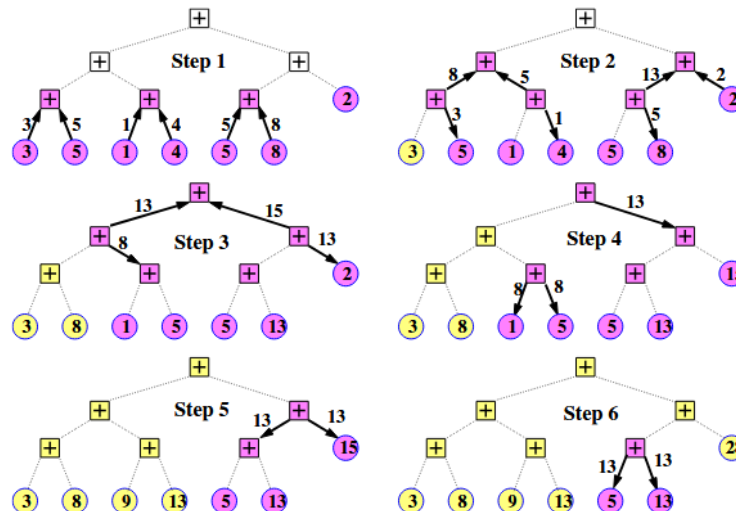 +
+ Step 1 +
+ + + 2
3 5 1 4 5 8
3 5 1 4 5 8
+
+ Step 2 +
8 5 13 2
+ + + 2
3 1 5
3 5 1 4 5 8
+
13 15
+ Step 3 +
8 13
+ + + 2
3 8 1 5 5 13
+
13
+ Step 4 +
+ + +
8 8
3 8 1 5 5 13
+
+ Step 5 +
13 13
+ + + 15
3 8 9 13 5 13
+
+ Step 6 +
+ + +
13 13
3 8 9 13 5 13